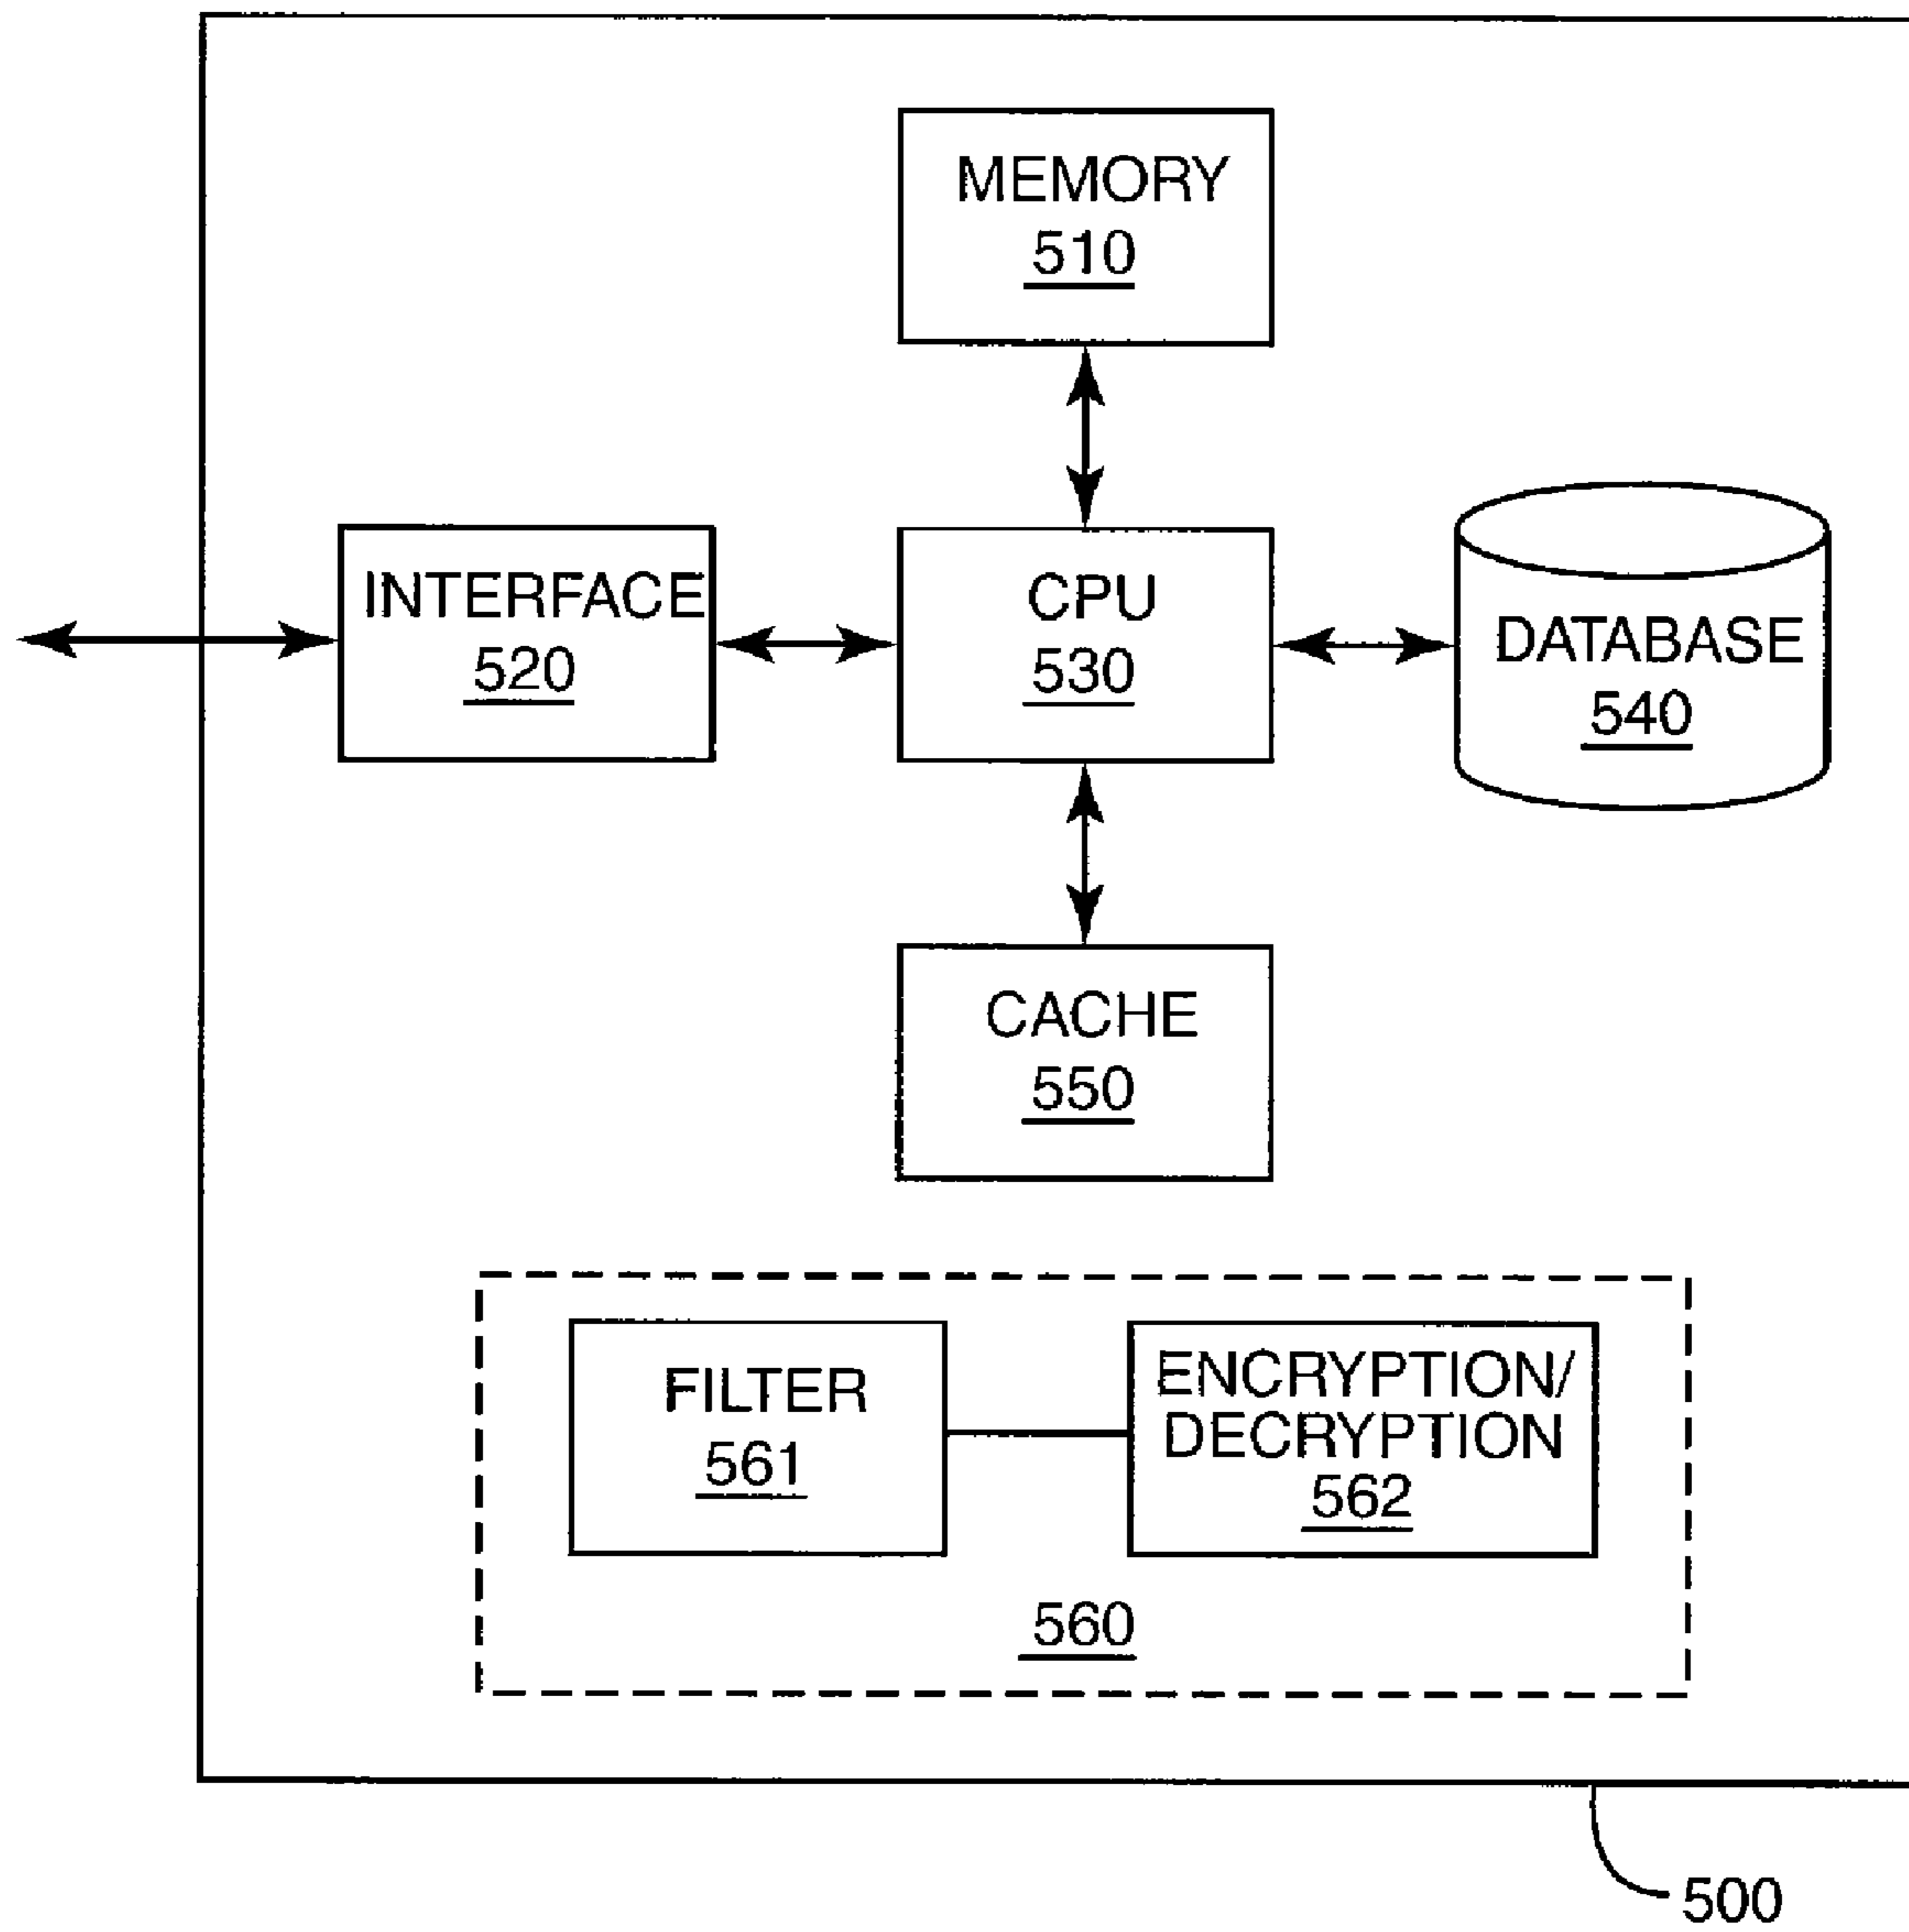 MEMORY
510
INTERFACE
520
CPU
530
DATABASE
540
CACHE
550
FILTER
561
ENCRYPTION/
DECRYPTION
562
560
500